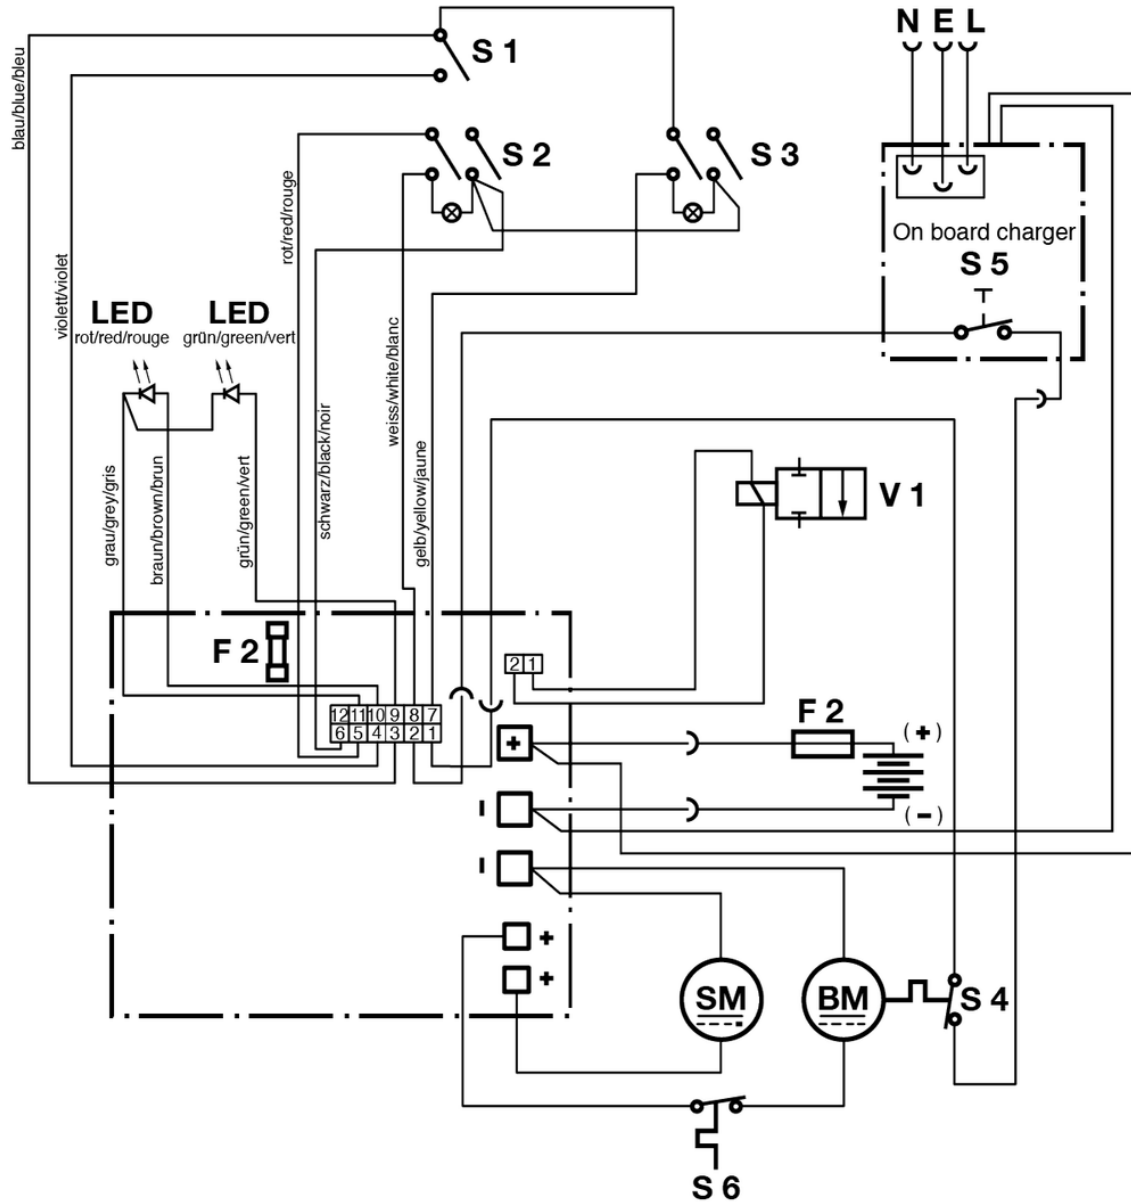 N E L
S 1
blau/blue/bleu
S 2
S 3
rot/red/rouge
On board charger
S 5
violett/violet
LED
rot/red/rouge
LED
grün/green/vert
weiss/white/blanc
schwarz/black/noir
gelb/yellow/jaune
grau/grey/gris
braun/brown/brun
grün/green/vert
V 1
F 2
2 1
12 11 10 9 8 7
6 5 4 3 2 1
F 2
+
(+)
-
(-)
-
+
+
SM
BM
S 4
S 6